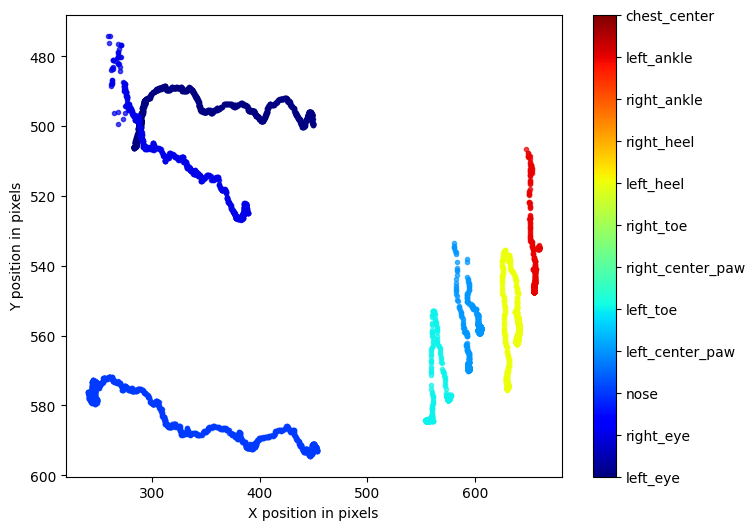 480
500
520
540
560
580
600
Y position in pixels
300
400
500
600
X position in pixels
chest_center
left_ankle
right_ankle
right_heel
left_heel
right_toe
right_center_paw
left_toe
left_center_paw
nose
right_eye
left_eye